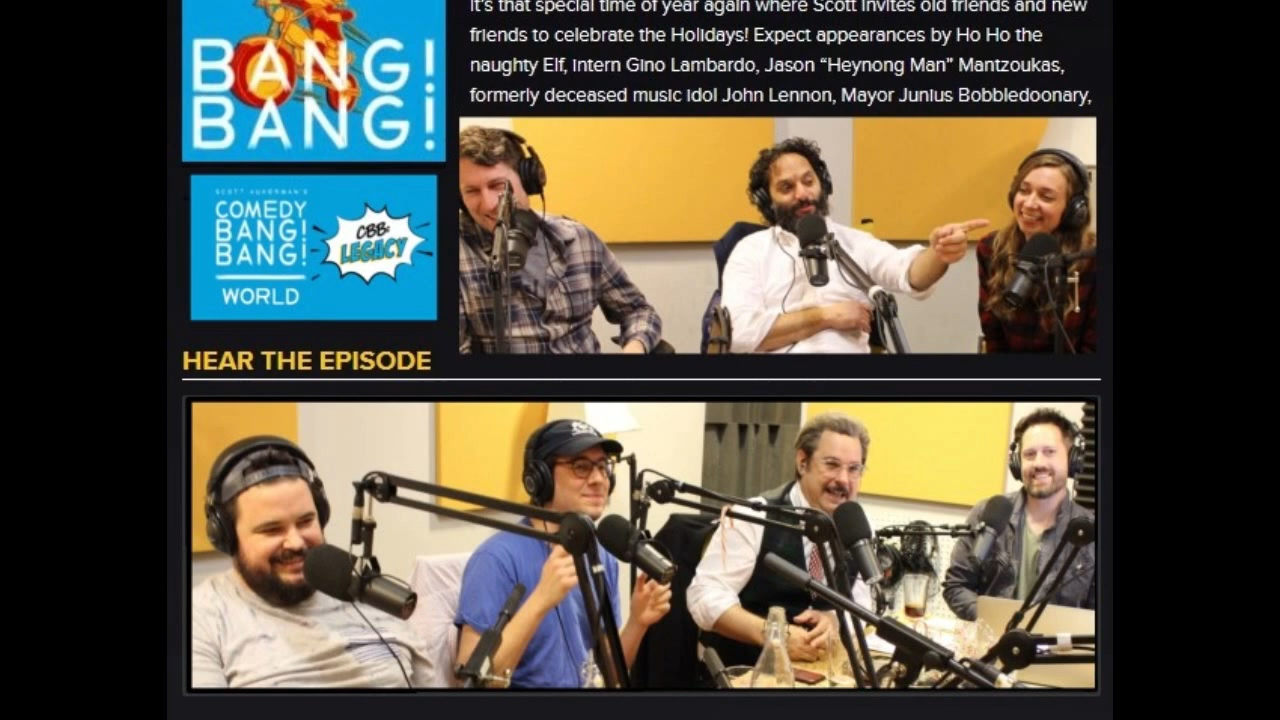 BANG!
BANG!
It's that special time of year again where Scott invites old friends and new
friends to celebrate the Holidays! Expect appearances by Ho Ho the
naughty Elf, intern Gino Lambardo, Jason “Heynong Man” Mantzoukas,
formerly deceased music idol John Lennon, Mayor Junius Bobbledoonary,
SCOTT AUKERMAN'S
COMEDY
BANG!
BANG!
WORLD
CBB:
LEGACY
HEAR THE EPISODE